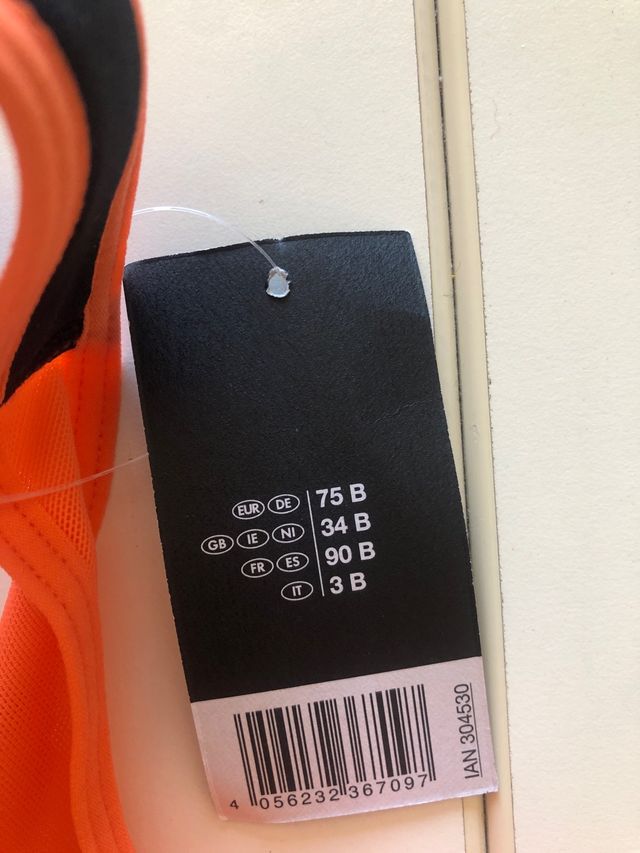 EUR DE 75 B
GB IE NI 34 B
FR ES 90 B
IT 3 B
4 056232 367097
IAN 304530